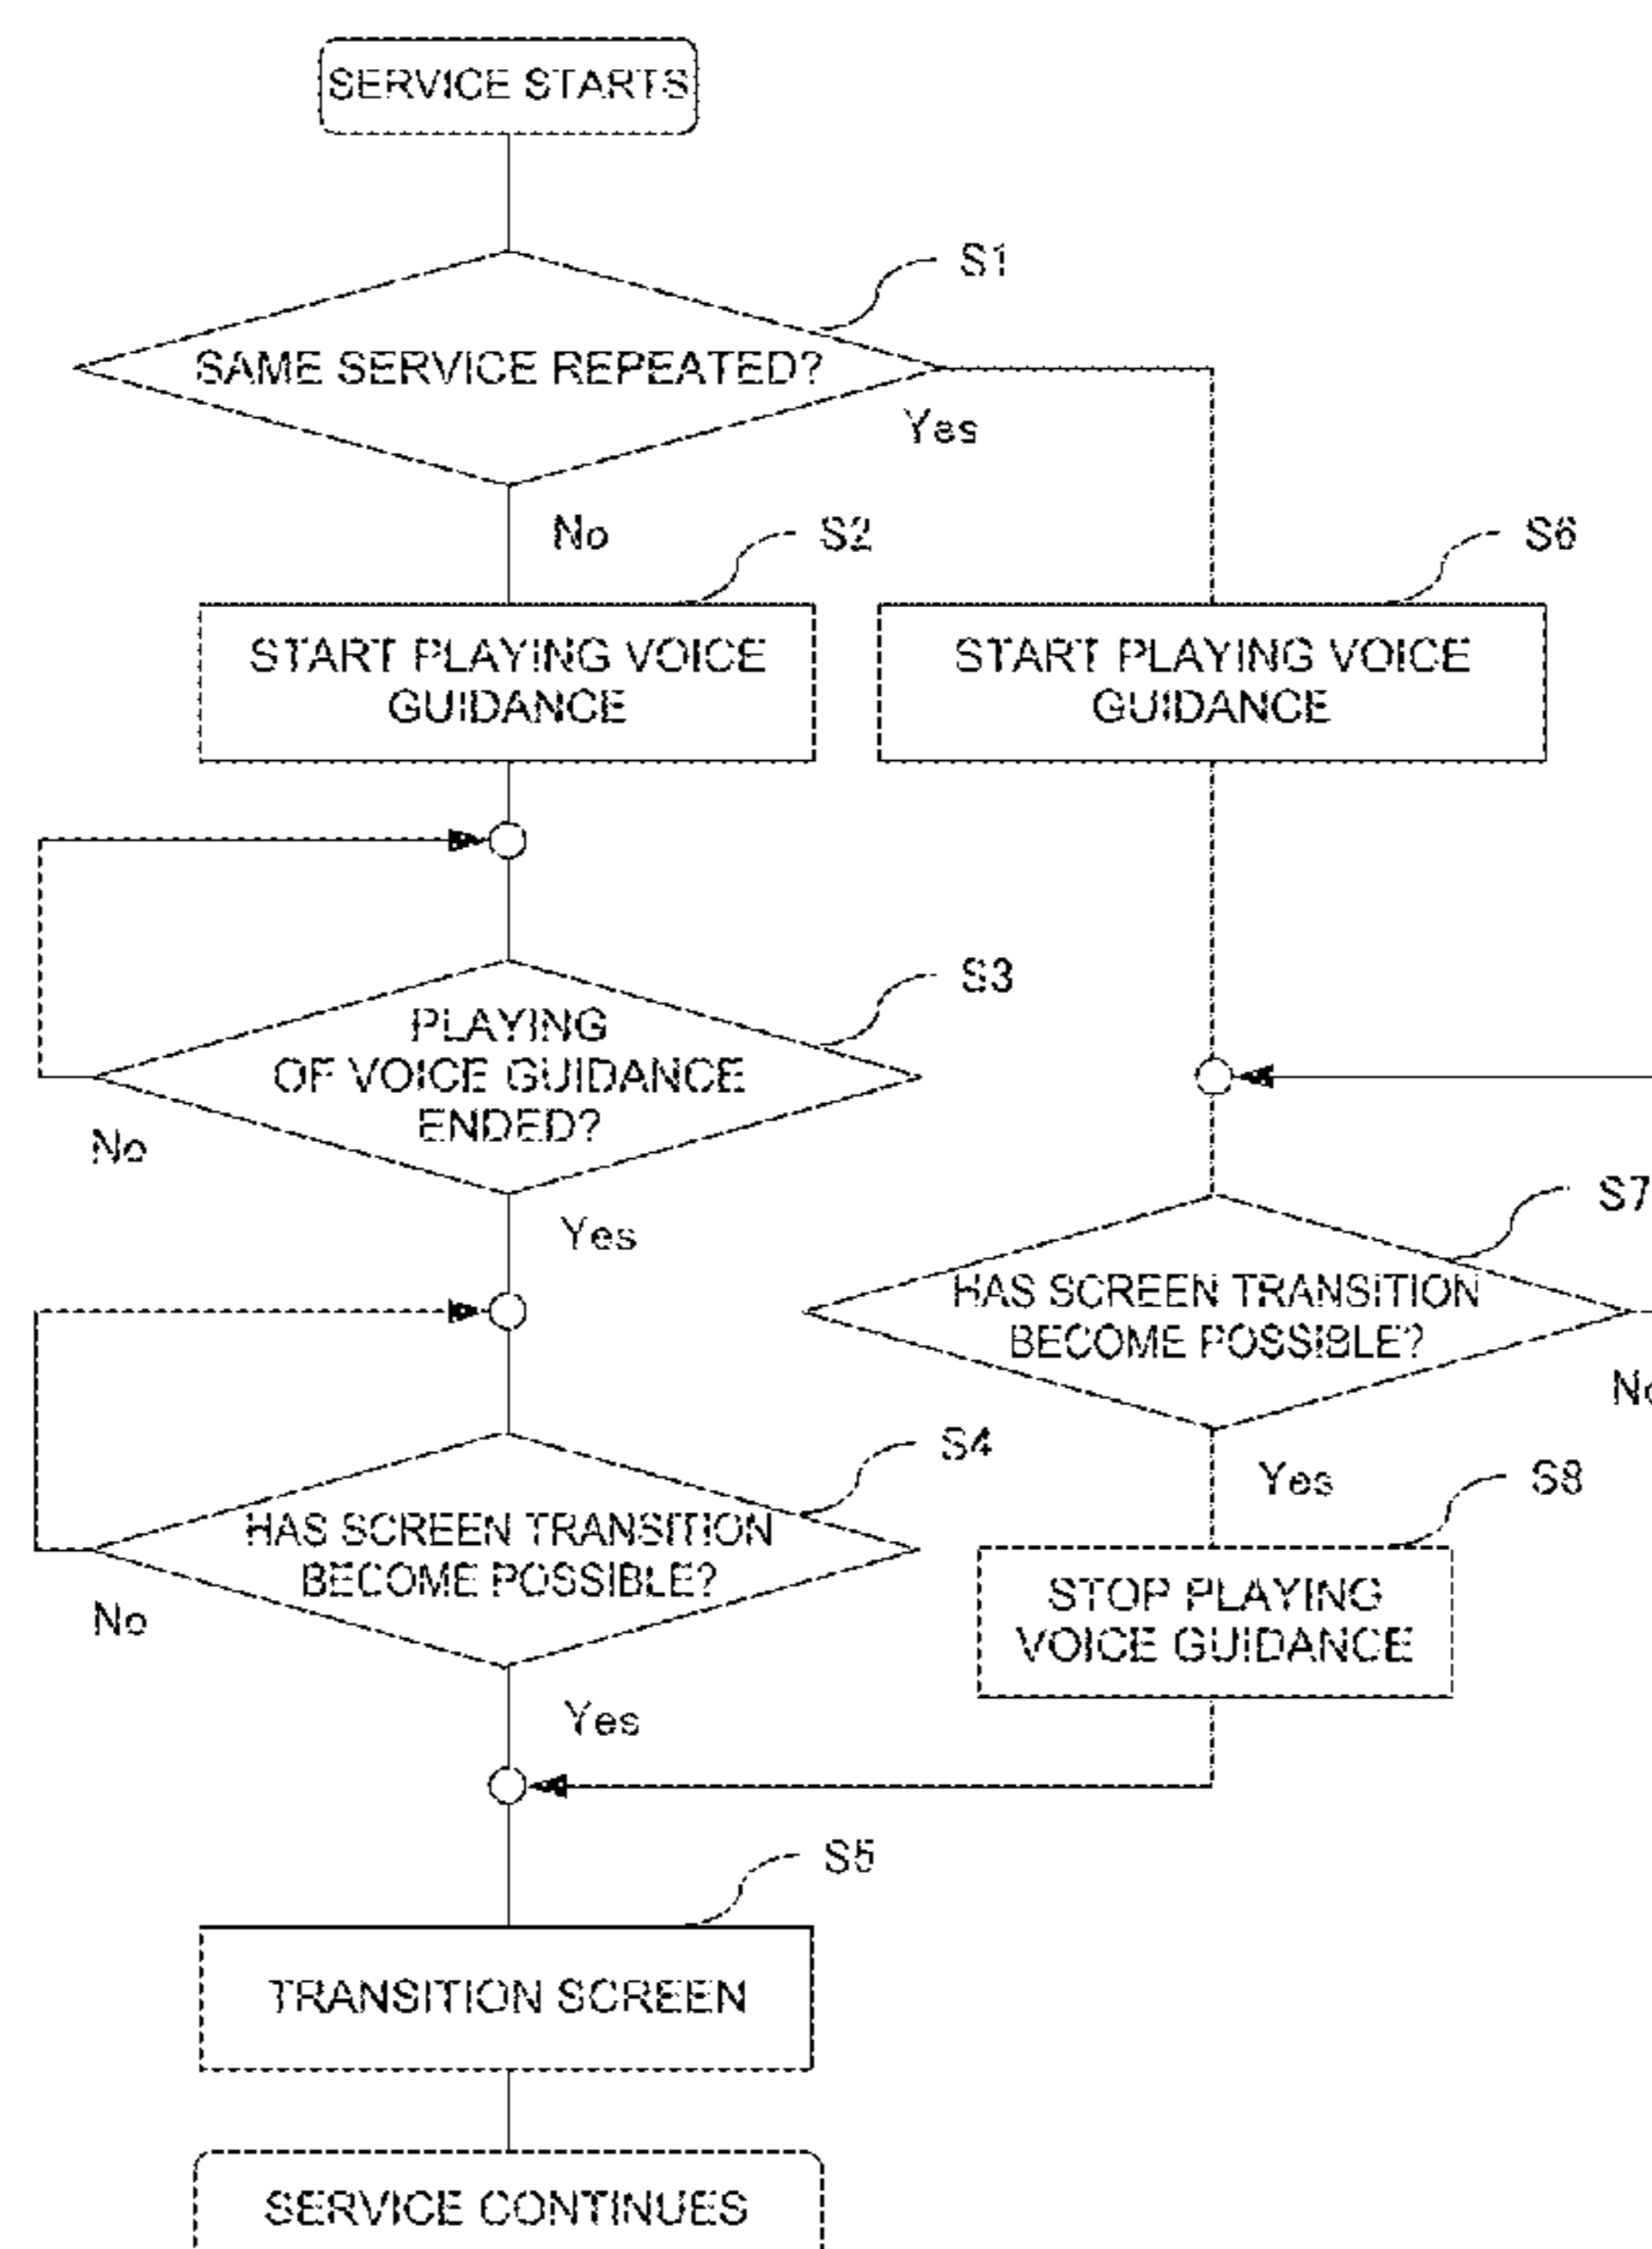 SERVICE STARTS
S1
SAME SERVICE REPEATED?
Yes
No
S2
START PLAYING VOICE
GUIDANCE
S6
START PLAYING VOICE
GUIDANCE
S3
PLAYING
OF VOICE GUIDANCE
ENDED?
No
Yes
S7
HAS SCREEN TRANSITION
BECOME POSSIBLE?
No
Yes
S4
HAS SCREEN TRANSITION
BECOME POSSIBLE?
No
Yes
S8
STOP PLAYING
VOICE GUIDANCE
S5
TRANSITION SCREEN
SERVICE CONTINUES